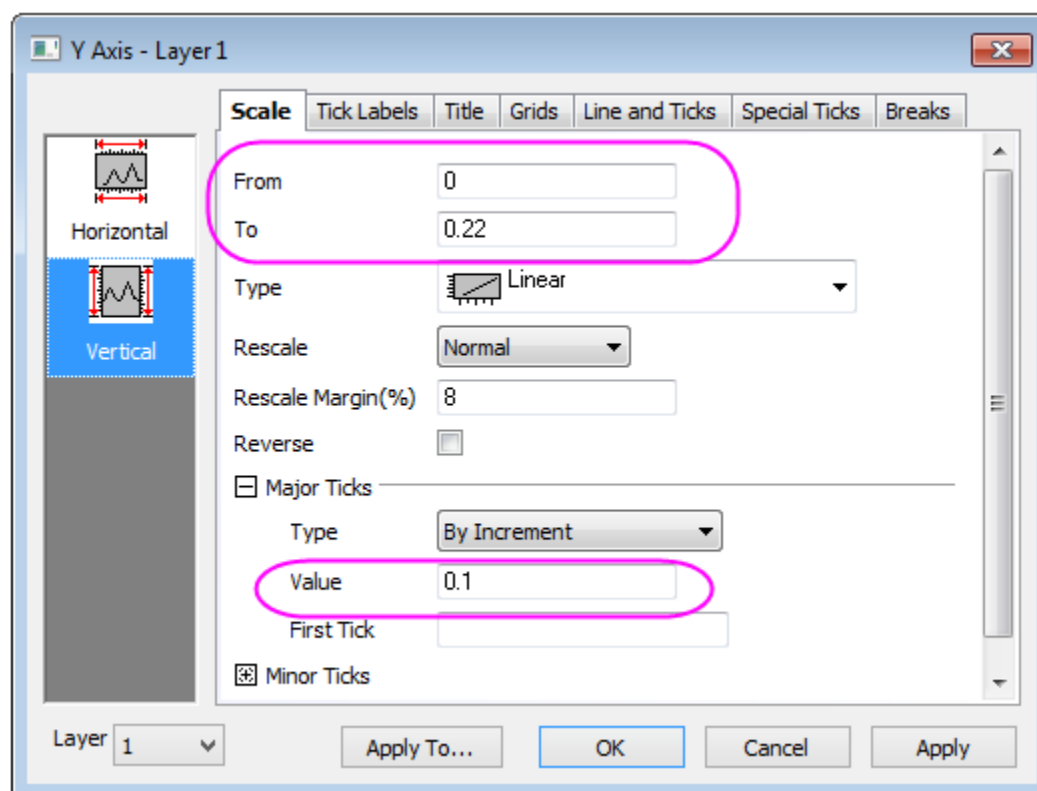 Y Axis - Layer 1
Scale Tick Labels Title Grids Line and Ticks Special Ticks Breaks
Horizontal
Vertical
From 0
To 0.22
Type Linear
Rescale Normal
Rescale Margin(%) 8
Reverse
Major Ticks
Type By Increment
Value 0.1
First Tick
Minor Ticks
Layer 1 Apply To... OK Cancel Apply